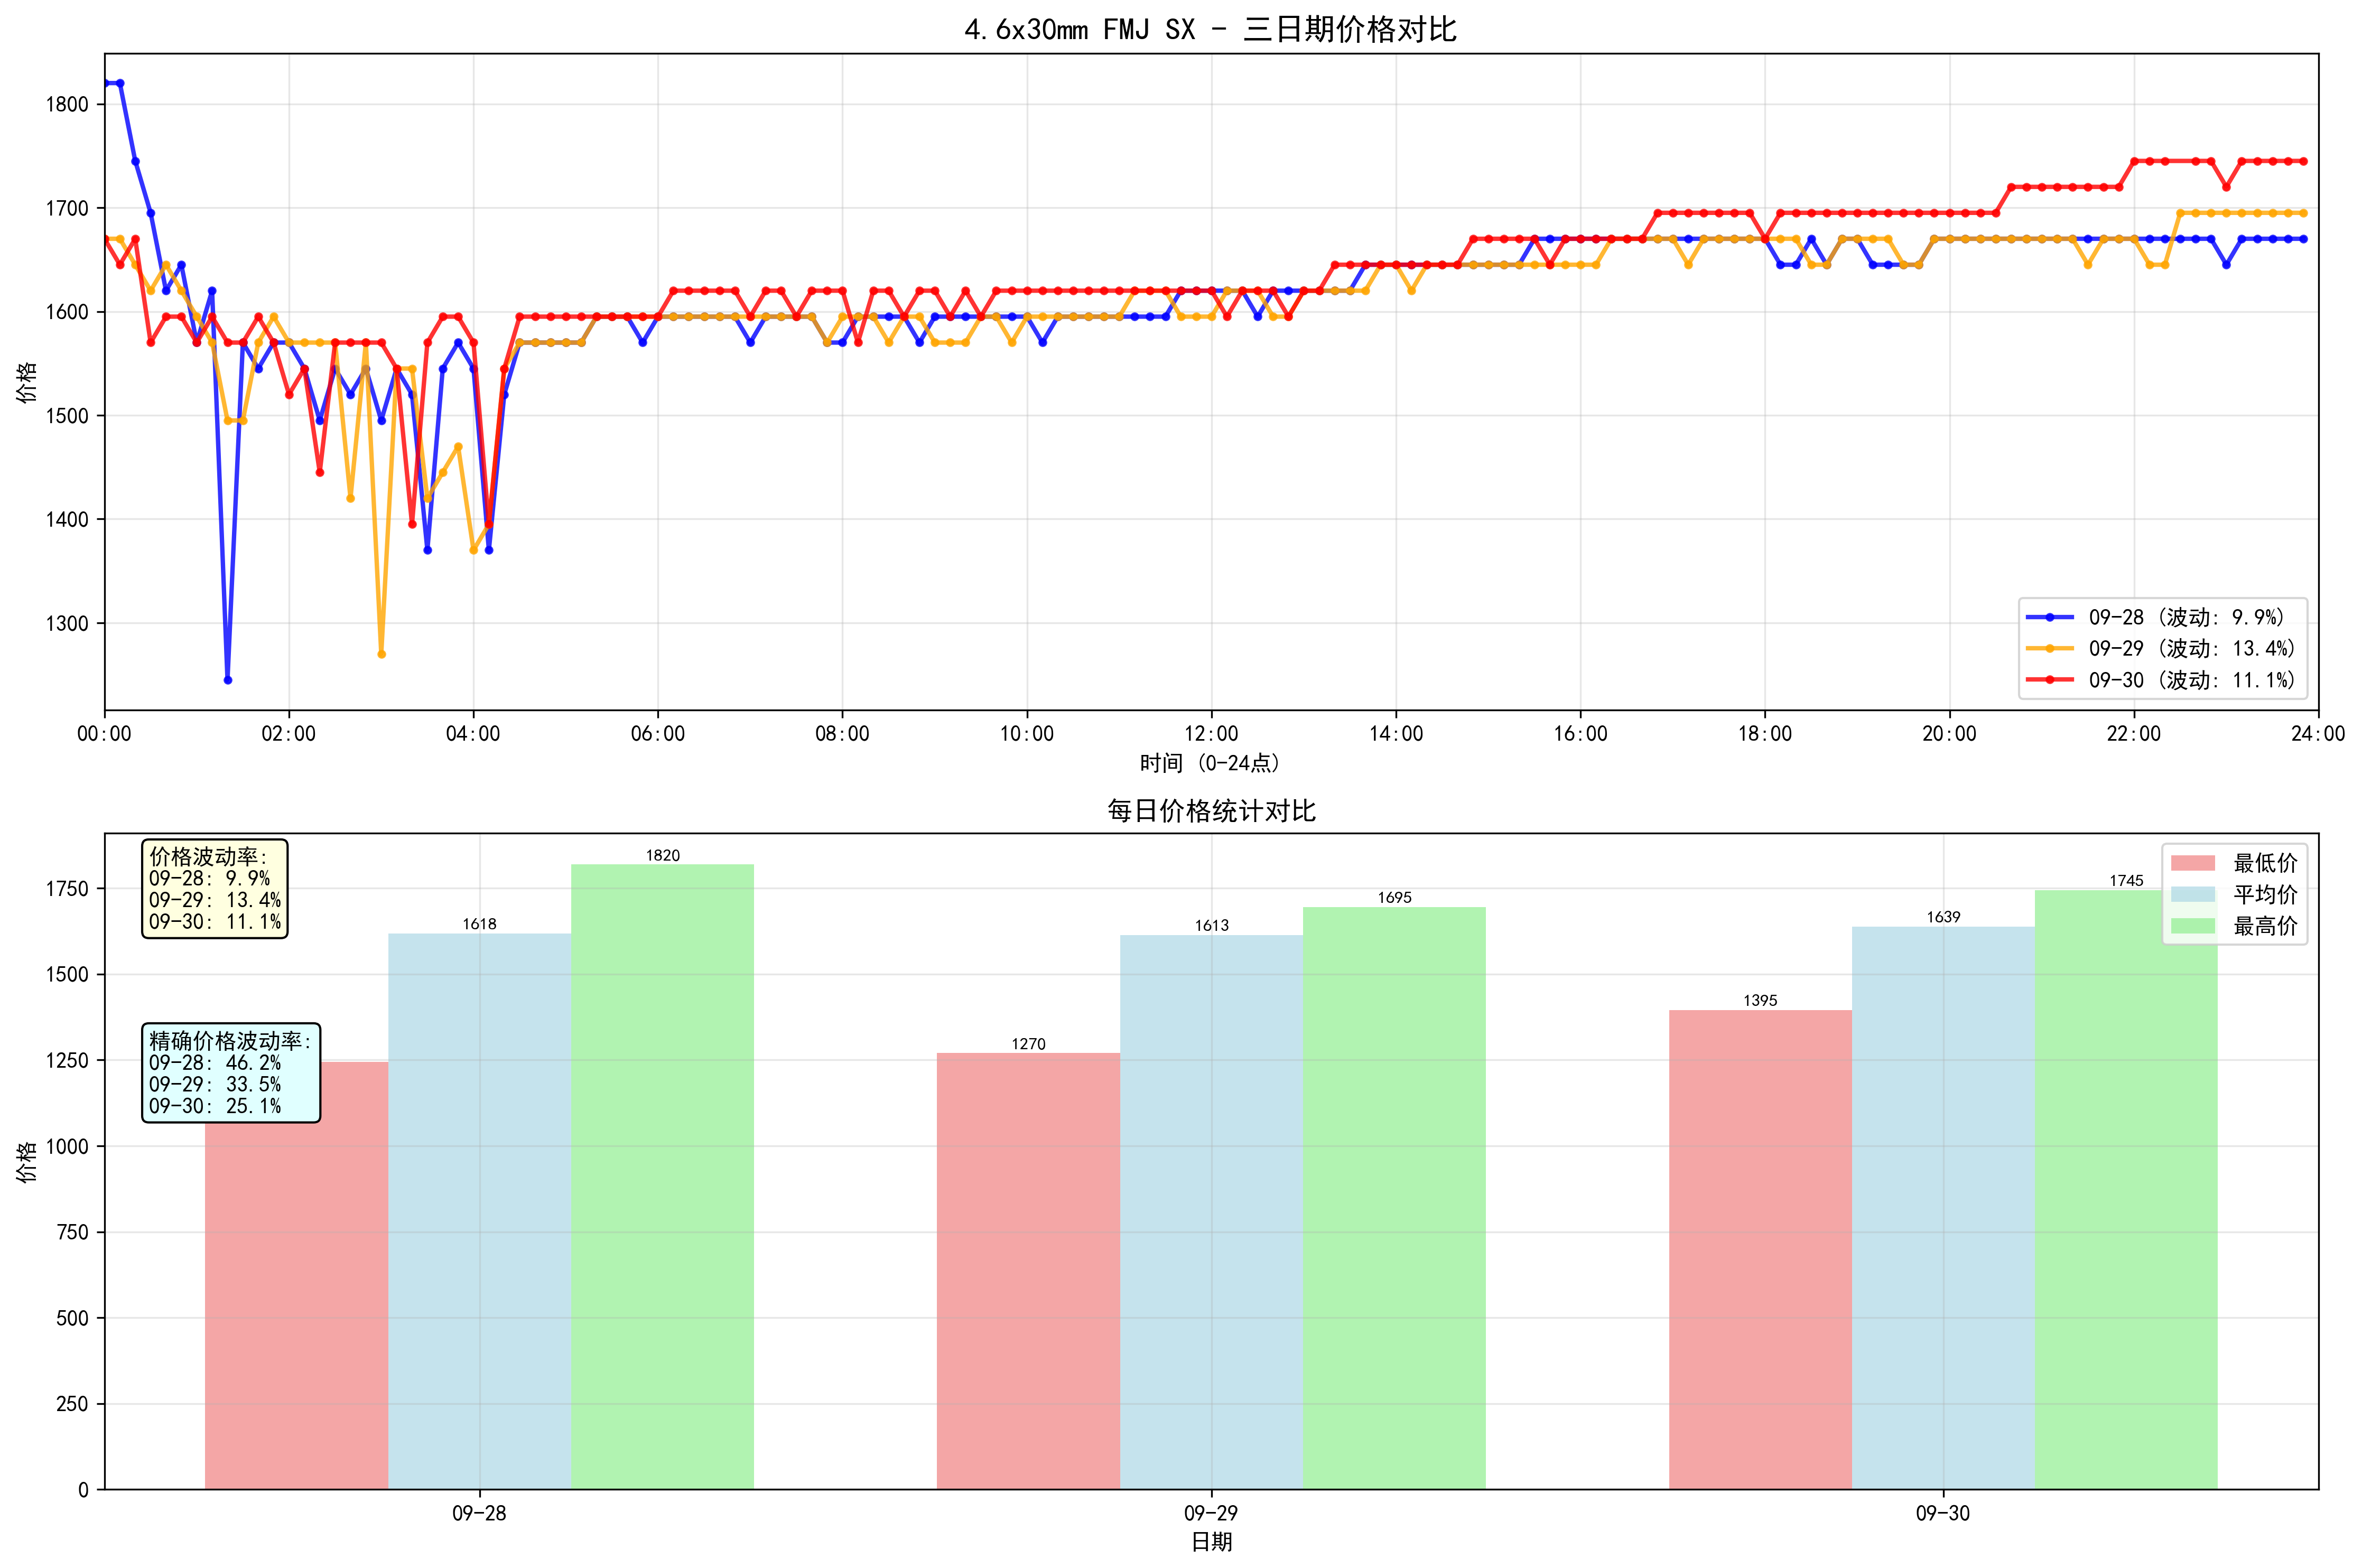 4.6x30mm FMJ SX - 三日期价格对比
价格
1800
1700
1600
1500
1400
1300
00:00 02:00 04:00 06:00 08:00 10:00 12:00 14:00 16:00 18:00 20:00 22:00 24:00
时间 (0-24点)
09-28 (波动: 9.9%)
09-29 (波动: 13.4%)
09-30 (波动: 11.1%)
每日价格统计对比
价格
1750
1500
1250
1000
750
500
250
0
价格波动率:
09-28: 9.9%
09-29: 13.4%
09-30: 11.1%
精确价格波动率:
09-28: 46.2%
09-29: 33.5%
09-30: 25.1%
1618
1820
1270
1613
1695
1395
1639
1745
最低价
平均价
最高价
09-28 09-29 09-30
日期